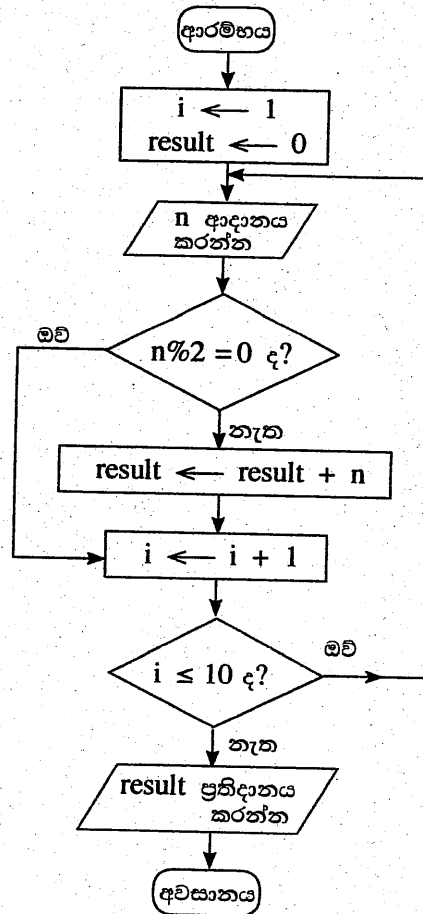 ආරම්භය
i ← 1
result ← 0
n ආදානය
කරන්න
ඔව්
n%2 = 0 ද?
නැත
result ← result + n
i ← i + 1
i ≤ 10 ද?
ඔව්
නැත
result ප්‍රතිදානය
කරන්න
අවසානය